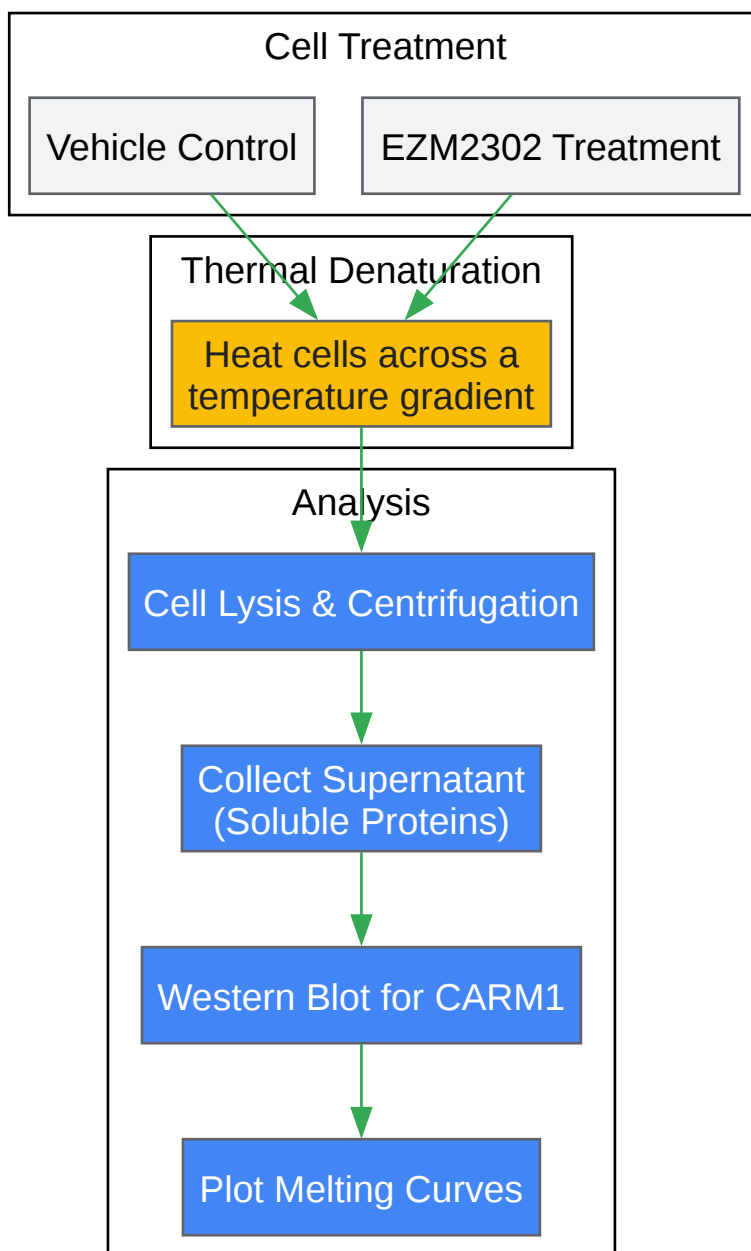 Cell Treatment
Vehicle Control
EZM2302 Treatment
Thermal Denaturation
Heat cells across a
temperature gradient
Analysis
Cell Lysis & Centrifugation
Collect Supernatant
(Soluble Proteins)
Western Blot for CARM1
Plot Melting Curves